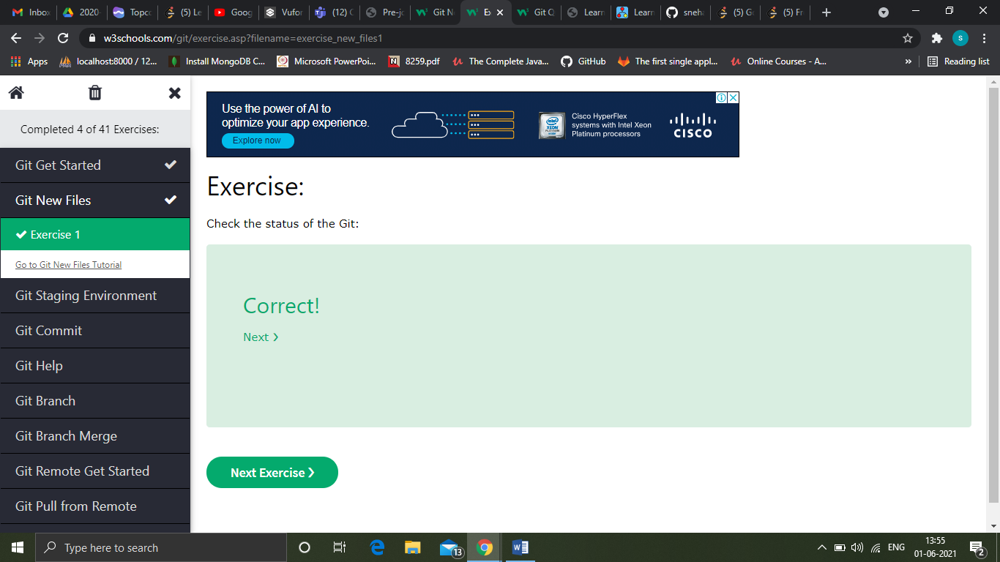 Inbox
2020-
Topco
(5) Le
Goog
Vufor
(12) C
Pre-jo
Git N
Ex
Git Q
Learn
Learn
sneha
(5) Go
(5) Fr
w3schools.com/git/exercise.asp?filename=exercise_new_files1
s
Apps
localhost:8000 / 12...
Install MongoDB C...
Microsoft PowerPoi...
8259.pdf
The Complete Java...
GitHub
The first single appl...
Online Courses - A...
»
Reading list
Completed 4 of 41 Exercises:
Git Get Started
Git New Files
Exercise 1
Go to Git New Files Tutorial
Git Staging Environment
Git Commit
Git Help
Git Branch
Git Branch Merge
Git Remote Get Started
Git Pull from Remote
Use the power of AI to
optimize your app experience.
Explore now
intel
XEON
PLATINUM
Cisco HyperFlex
systems with Intel Xeon
Platinum processors
CISCO
Exercise:
Check the status of the Git:
Correct!
Next ❯
Next Exercise ❯
Type here to search
13
W
ENG
13:55
01-06-2021
2